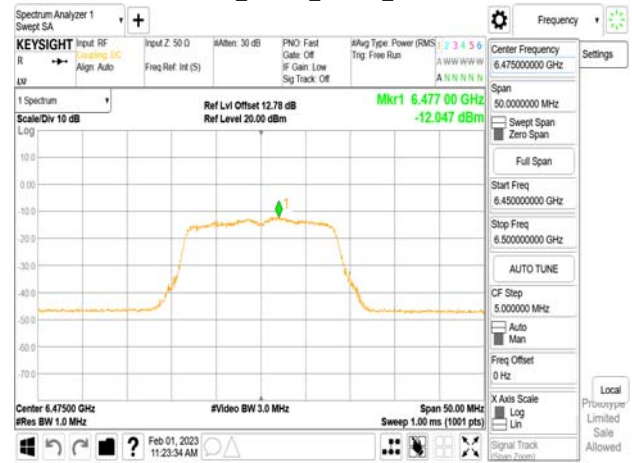 Spectrum Analyzer 1
Swept SA
Frequency
KEYSIGHT
R
Input: RF
Coupling: DC
Align: Auto
Input Z: 50 Ω
Freq Ref: Int (S)
#Atten: 30 dB
PNO: Fast
Gate: Off
IF Gain: Low
Sig Track: Off
#Avg Type: Power (RMS
Trig: Free Run
1 2 3 4 5 6
A WW WW W
A N N N N N
Center Frequency
6.475000000 GHz
Settings
1 Spectrum
Scale/Div 10 dB
Log
Ref Lvl Offset 12.78 dB
Ref Level 20.00 dBm
Mkr1 6.477 00 GHz
-12.047 dBm
Span
50.0000000 MHz
Swept Span
Zero Span
Full Span
Start Freq
6.450000000 GHz
Stop Freq
6.500000000 GHz
AUTO TUNE
CF Step
5.000000 MHz
Auto
Man
Freq Offset
0 Hz
X Axis Scale
Log
Lin
Signal Track
(Span Zoom)
Local
Prototype
Limited
Sale
Allowed
10.0
0.00
-10.0
-20.0
-30.0
-40.0
-50.0
-60.0
-70.0
1
Center 6.47500 GHz
#Res BW 1.0 MHz
#Video BW 3.0 MHz
Span 50.00 MHz
Sweep 1.00 ms (1001 pts)
Feb 01, 2023
11:23:34 AM